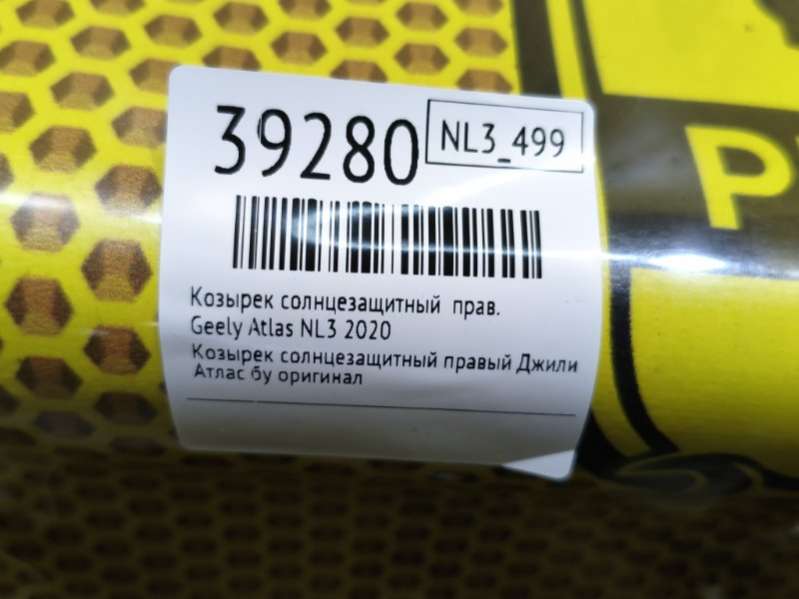 39280
NL3_499
Козырек солнцезащитный прав.
Geely Atlas NL3 2020
Козырек солнцезащитный правый Джили
Атлас бу оригинал